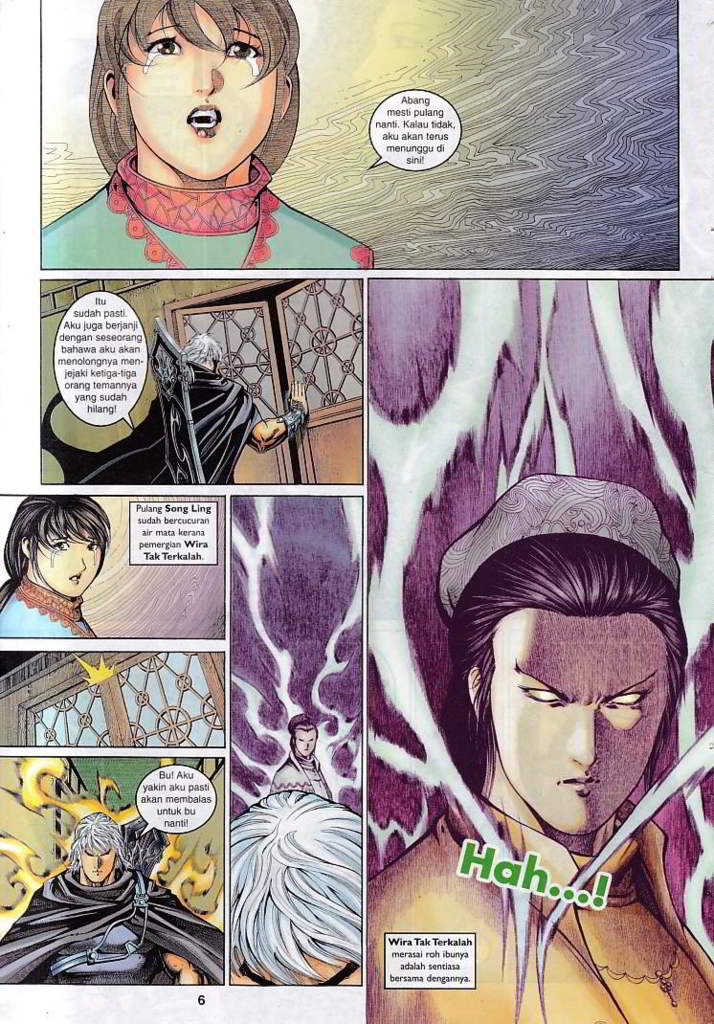 Abang
mesti pulang
nanti. Kalau tidak,
aku akan terus
menunggu di
sini!
Itu
sudah pasti.
Aku juga berjanji
dengan seseorang
bahawa aku akan
menolongnya men-
jejaki ketiga-tiga
orang temannya
yang sudah
hilang!
Pulang Song Ling
sudah bercucuran
air mata kerana
pemergian Wira
Tak Terkalah.
Bu! Aku
yakin aku pasti
akan membalas
untuk bu
nanti!
Hah...!
Wira Tak Terkalah
merasai roh ibunya
adalah sentiasa
bersama dengannya.
6